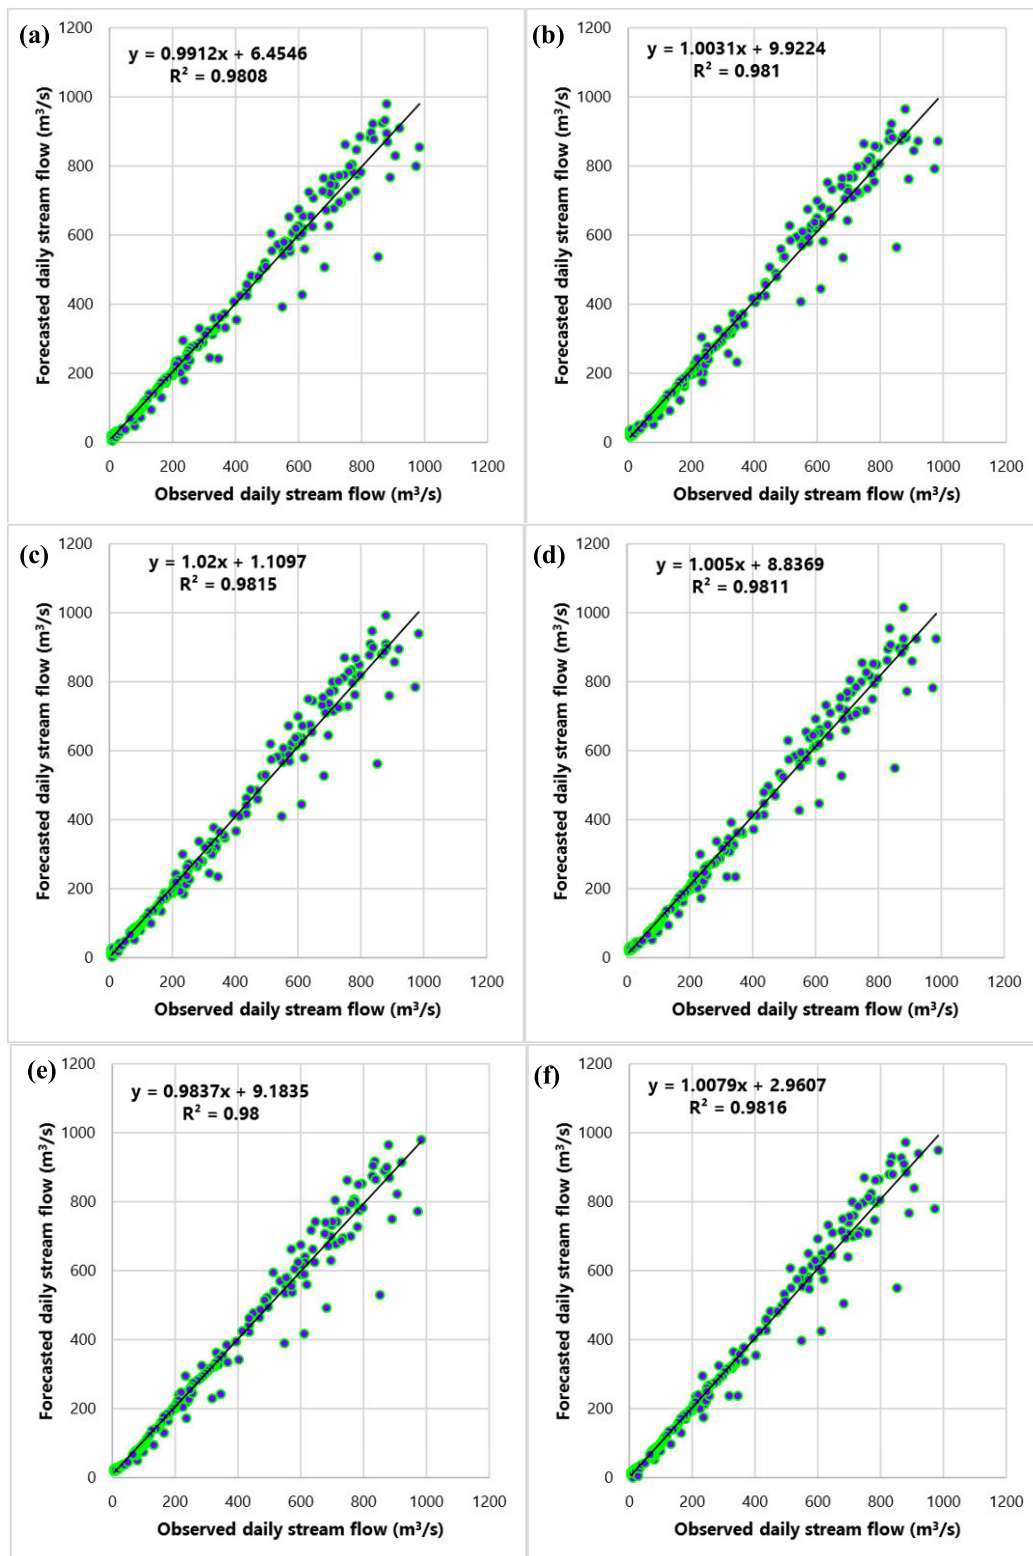 (a)
y = 0.9912x + 6.4546
R² = 0.9808
1200
1000
800
600
400
200
0
0 200 400 600 800 1000 1200
Forecasted daily stream flow (m³/s)
Observed daily stream flow (m³/s)
(b)
y = 1.0031x + 9.9224
R² = 0.981
1200
1000
800
600
400
200
0
0 200 400 600 800 1000 1200
Forecasted daily stream flow (m³/s)
Observed daily stream flow (m³/s)
(c)
y = 1.02x + 1.1097
R² = 0.9815
1200
1000
800
600
400
200
0
0 200 400 600 800 1000 1200
Forecasted daily stream flow (m³/s)
Observed daily stream flow (m³/s)
(d)
y = 1.005x + 8.8369
R² = 0.9811
1200
1000
800
600
400
200
0
0 200 400 600 800 1000 1200
Forecasted daily stream flow (m³/s)
Observed daily stream flow (m³/s)
(e)
y = 0.9837x + 9.1835
R² = 0.98
1200
1000
800
600
400
200
0
0 200 400 600 800 1000 1200
Forecasted daily stream flow (m³/s)
Observed daily stream flow (m³/s)
(f)
y = 1.0079x + 2.9607
R² = 0.9816
1200
1000
800
600
400
200
0
0 200 400 600 800 1000 1200
Forecasted daily stream flow (m³/s)
Observed daily stream flow (m³/s)